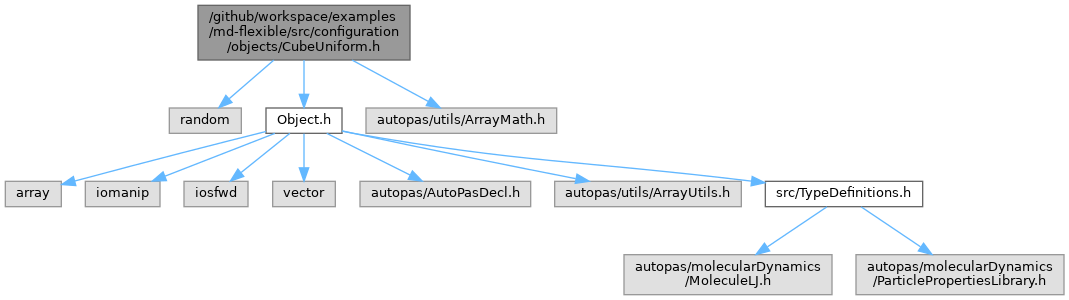 /github/workspace/examples
/md-flexible/src/configuration
/objects/CubeUniform.h
random
Object.h
autopas/utils/ArrayMath.h
array
iomanip
iosfwd
vector
autopas/AutoPasDecl.h
autopas/utils/ArrayUtils.h
src/TypeDefinitions.h
autopas/molecularDynamics
/MoleculeLJ.h
autopas/molecularDynamics
/ParticlePropertiesLibrary.h